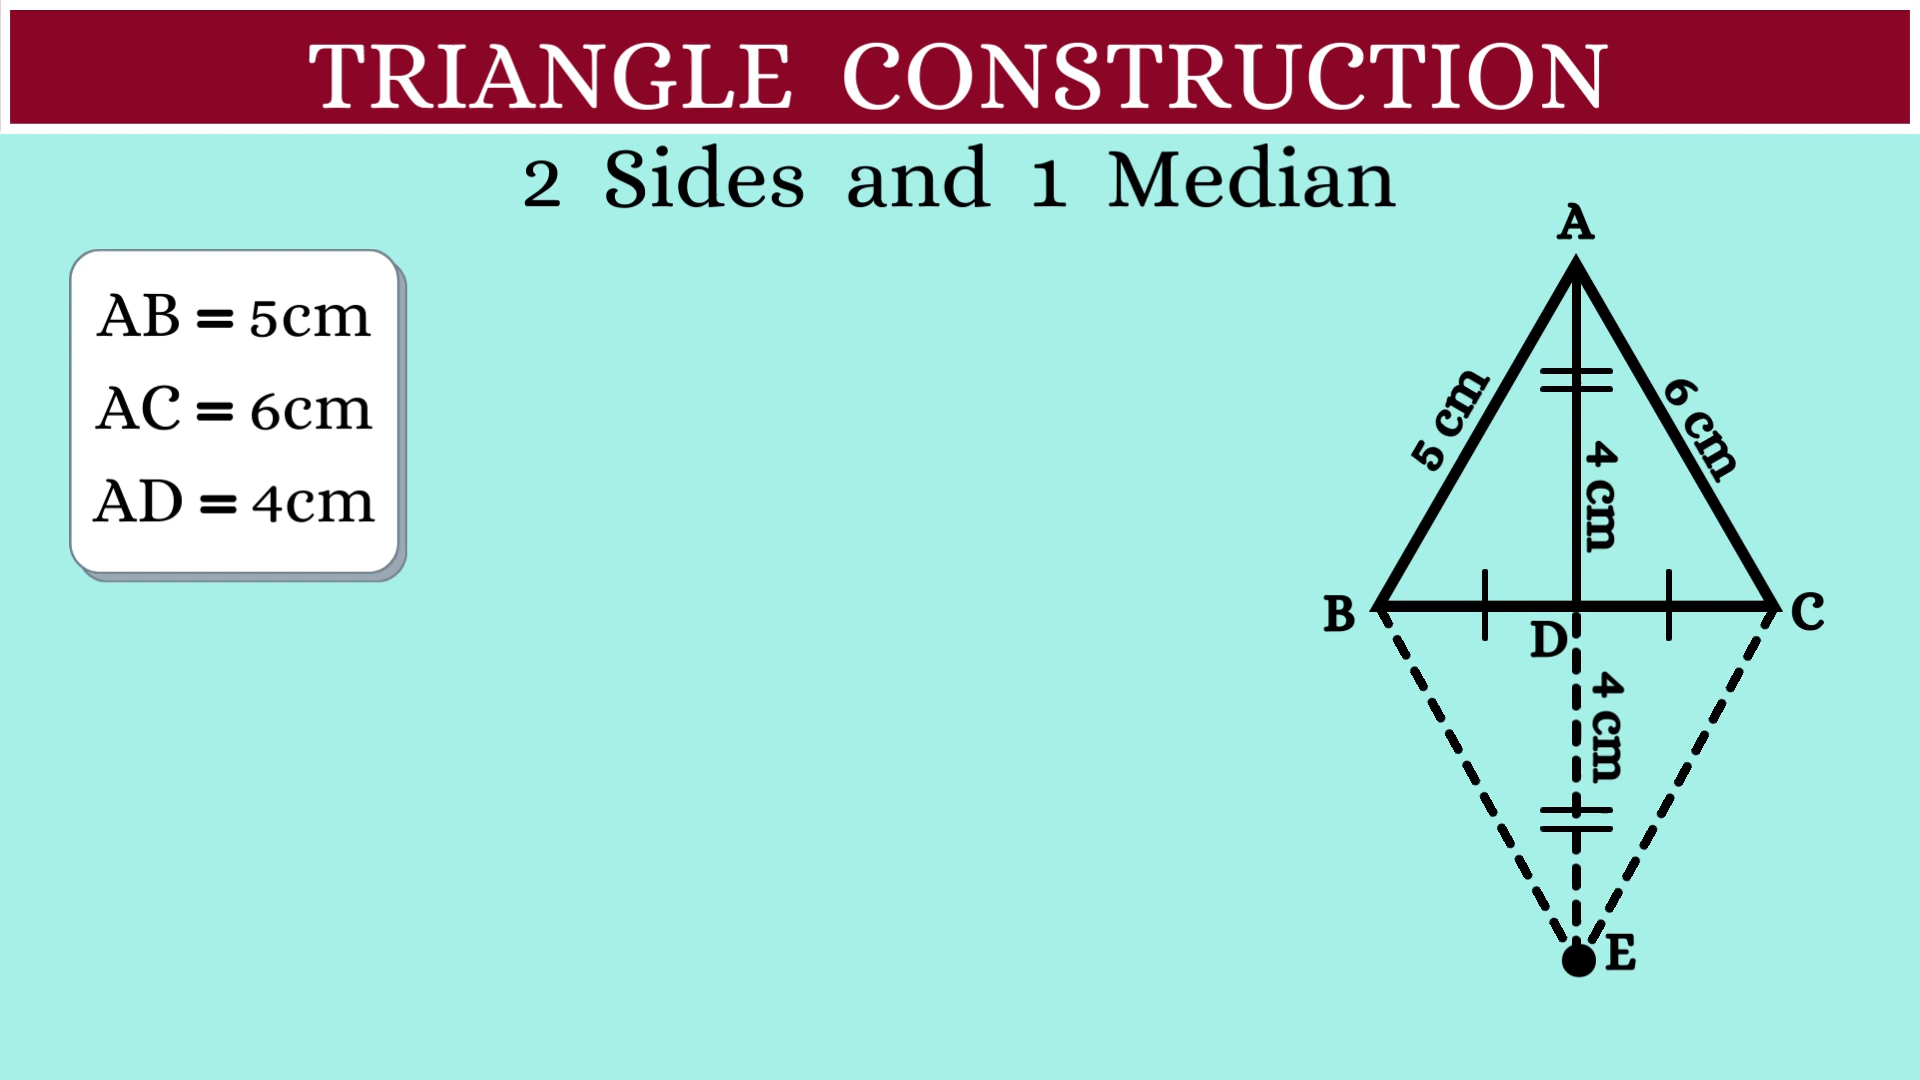 TRIANGLE CONSTRUCTION
2 Sides and 1 Median
AB = 5cm
AC = 6cm
AD = 4cm
A
5 cm
6 cm
4 cm
B
D
C
4 cm
E